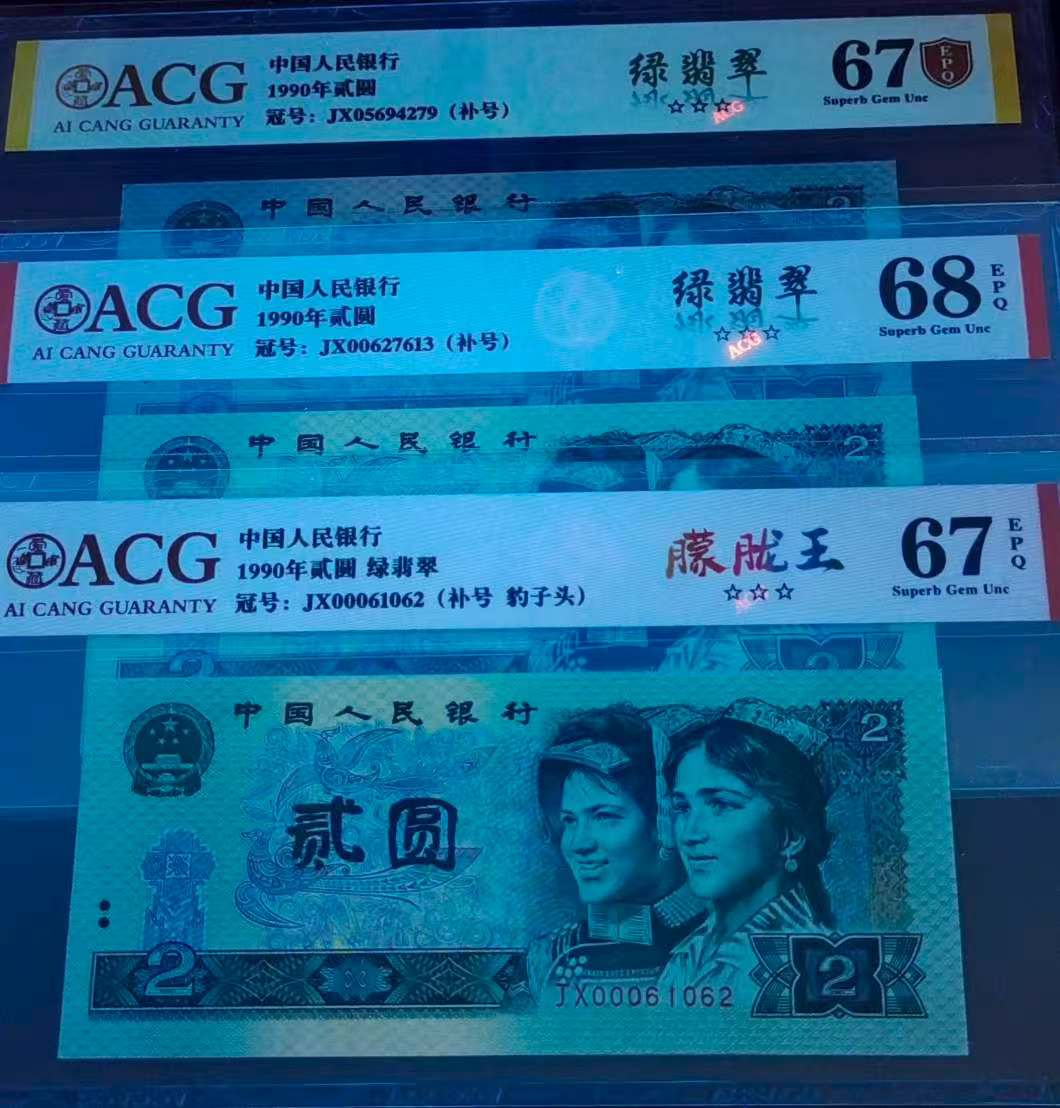 ACG
AI CANG GUARANTY
中国人民银行
1990年贰圆
冠号：JX05694279（补号）
绿翡翠
☆☆☆
ACG
67
EPQ
Superb Gem Unc
中国人民银行
2
ACG
AI CANG GUARANTY
中国人民银行
1990年贰圆
冠号：JX00627613（补号）
绿翡翠
☆☆☆
ACG
68
EPQ
Superb Gem Unc
中国人民银行
2
ACG
AI CANG GUARANTY
中国人民银行
1990年贰圆 绿翡翠
冠号：JX00061062（补号 豹子头）
朦胧王
☆☆☆
67
EPQ
Superb Gem Unc
2
2
中国人民银行
2
贰圆
2
JX00061062
2